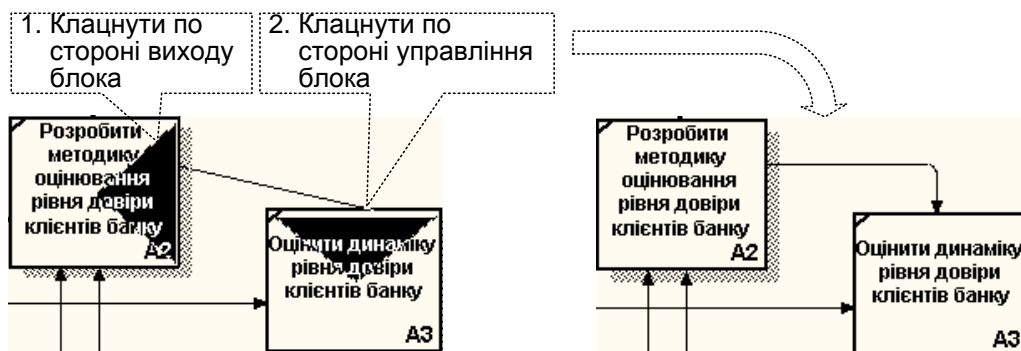 1. Клацнути по
стороні виходу
блока
2. Клацнути по
стороні управління
блока
Розробити
методику
оцінювання
рівня довіри
клієнтів банку
A2
Оцінити динаміку
рівня довіри
клієнтів банку
A3
Розробити
методику
оцінювання
рівня довіри
клієнтів банку
A2
Оцінити динаміку
рівня довіри
клієнтів банку
A3